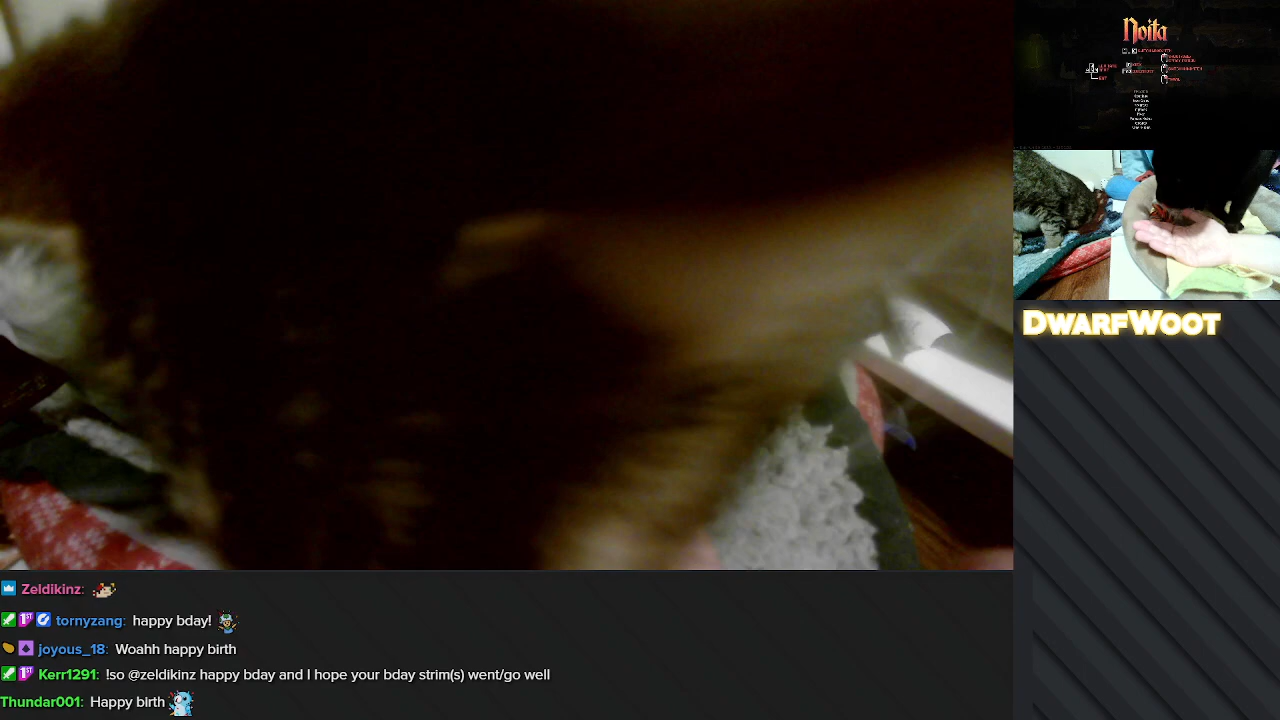 Noita
DwarfWoot
Zeldikinz:
tornyzang: happy bday!
joyous_18: Woahh happy birth
Kerr1291: !so @zeldikinz happy bday and I hope your bday strim(s) went/go well
Thundar001: Happy birth